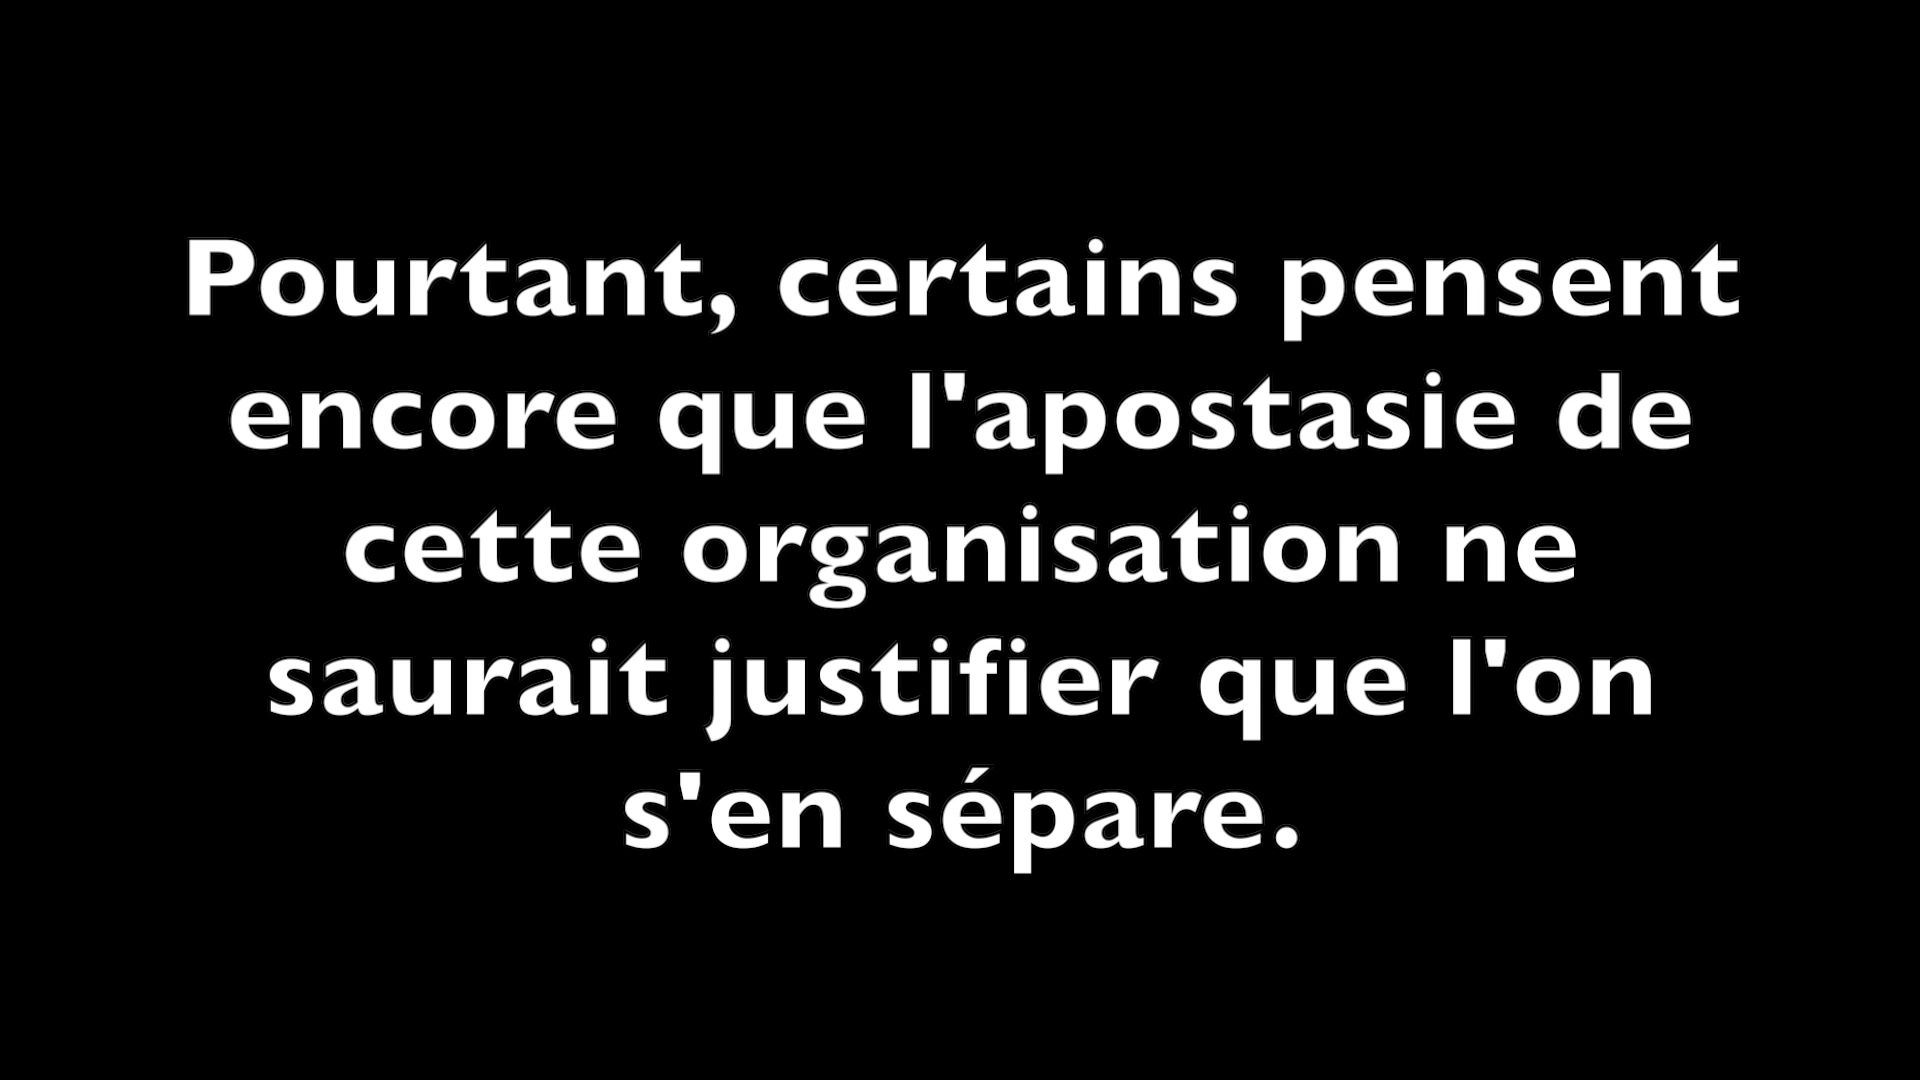 Pourtant, certains pensent
encore que l'apostasie de
cette organisation ne
saurait justifier que l'on
s'en sépare.